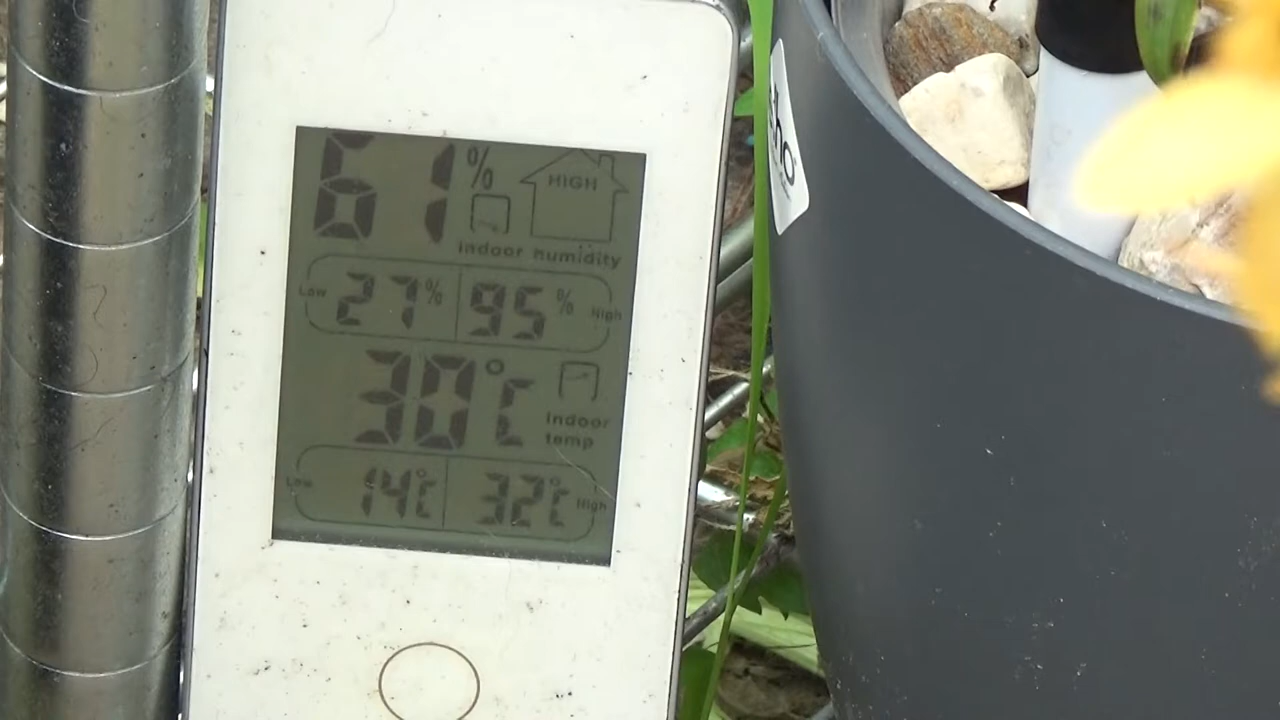 61%
HIGH
indoor humidity
Low 27% 95% High
30°C
indoor
temp
Low 14°C 32°C High